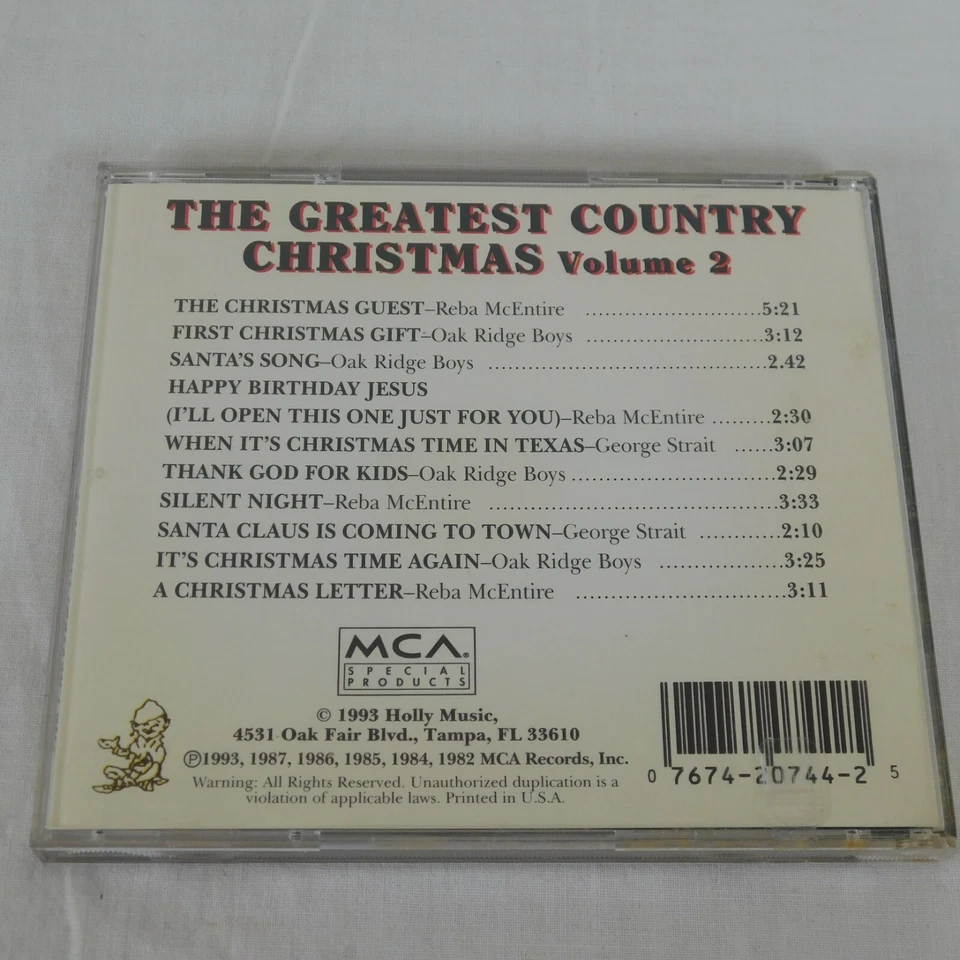 THE GREATEST COUNTRY
CHRISTMAS Volume 2
THE CHRISTMAS GUEST–Reba McEntire ..........................5:21
FIRST CHRISTMAS GIFT–Oak Ridge Boys ..........................3:12
SANTA'S SONG–Oak Ridge Boys ..........................................2.42
HAPPY BIRTHDAY JESUS
(I'LL OPEN THIS ONE JUST FOR YOU)–Reba McEntire .........2:30
WHEN IT'S CHRISTMAS TIME IN TEXAS–George Strait ......3:07
THANK GOD FOR KIDS–Oak Ridge Boys ..............................2:29
SILENT NIGHT–Reba McEntire ..........................................3:33
SANTA CLAUS IS COMING TO TOWN–George Strait ............2:10
IT'S CHRISTMAS TIME AGAIN–Oak Ridge Boys ......................3:25
A CHRISTMAS LETTER–Reba McEntire ..............................3:11
MCA®
SPECIAL
PRODUCTS
© 1993 Holly Music,
4531 Oak Fair Blvd., Tampa, FL 33610
℗1993, 1987, 1986, 1985, 1984, 1982 MCA Records, Inc.
Warning: All Rights Reserved. Unauthorized duplication is a
violation of applicable laws. Printed in U.S.A.
0 7674-20744-2 5